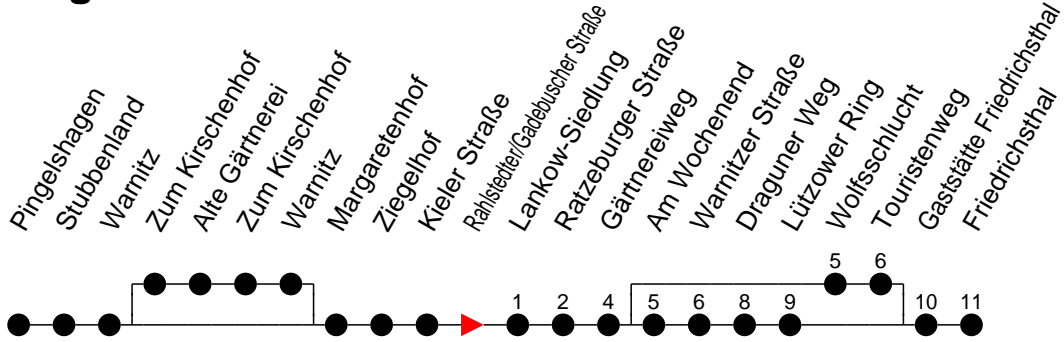 Pingelshagen
Stubbenland
Warnitz
Zum Kirschenhof
Alte Gärtnerei
Zum Kirschenhof
Warnitz
Margaretenhof
Ziegelhof
Kieler Straße
Rahlstedter/Gadebuscher Straße
Lankow-Siedlung
Ratzeburger Straße
Gärtnereiweg
Am Wochenend
Warnitzer Straße
Draguner Weg
Lützower Ring
Wolfsschlucht
Touristenweg
Gaststätte Friedrichsthal
Friedrichsthal
5 6
1 2 4 5 6 8 9 10 11